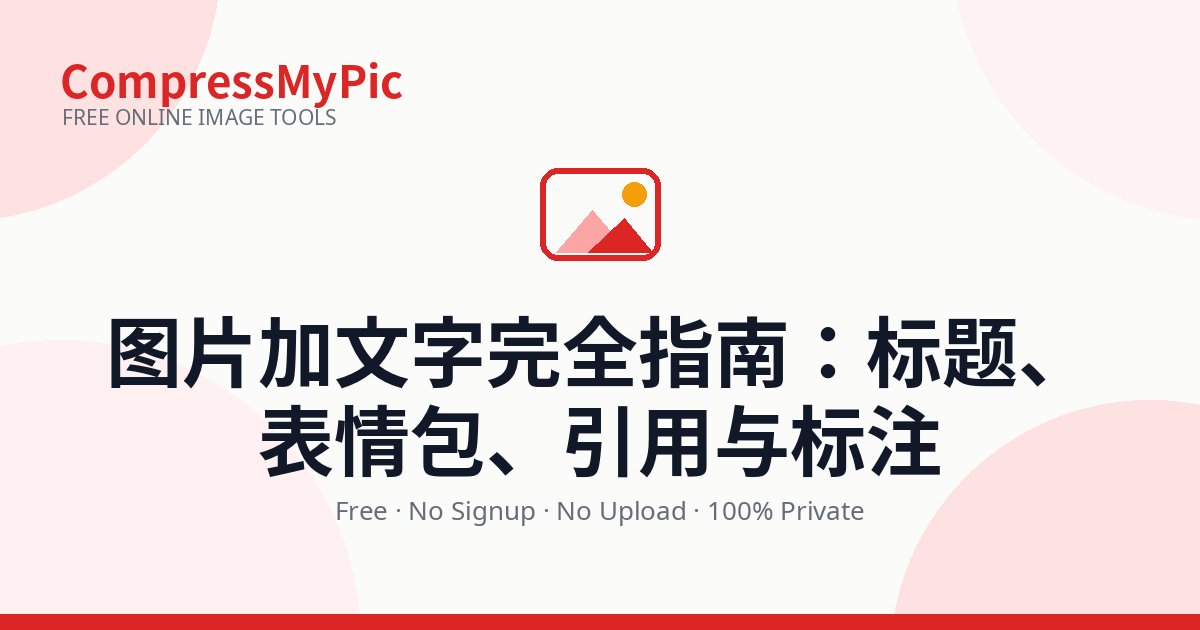 CompressMyPic
FREE ONLINE IMAGE TOOLS
图片加文字完全指南：标题、
表情包、引用与标注
Free · No Signup · No Upload · 100% Private